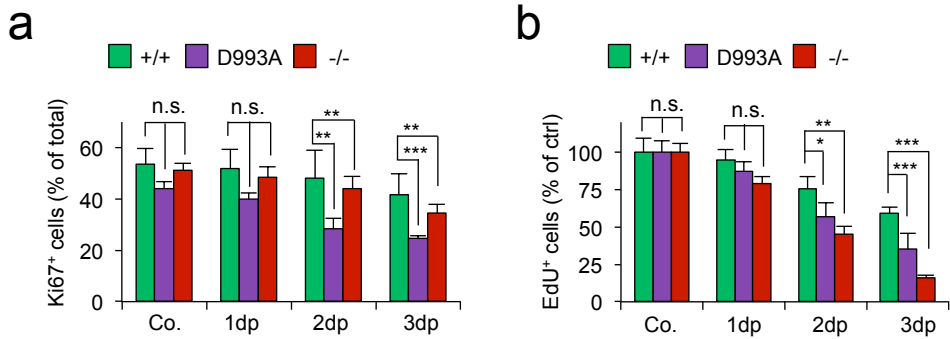 a
+/+ D993A -/-
Ki67⁺ cells (% of total)
60
40
20
0
n.s.
n.s.
**
**
**
***
Co. 1dp 2dp 3dp
b
+/+ D993A -/-
EdU⁺ cells (% of ctrl)
100
75
50
25
0
n.s.
n.s.
**
*
***
***
Co. 1dp 2dp 3dp